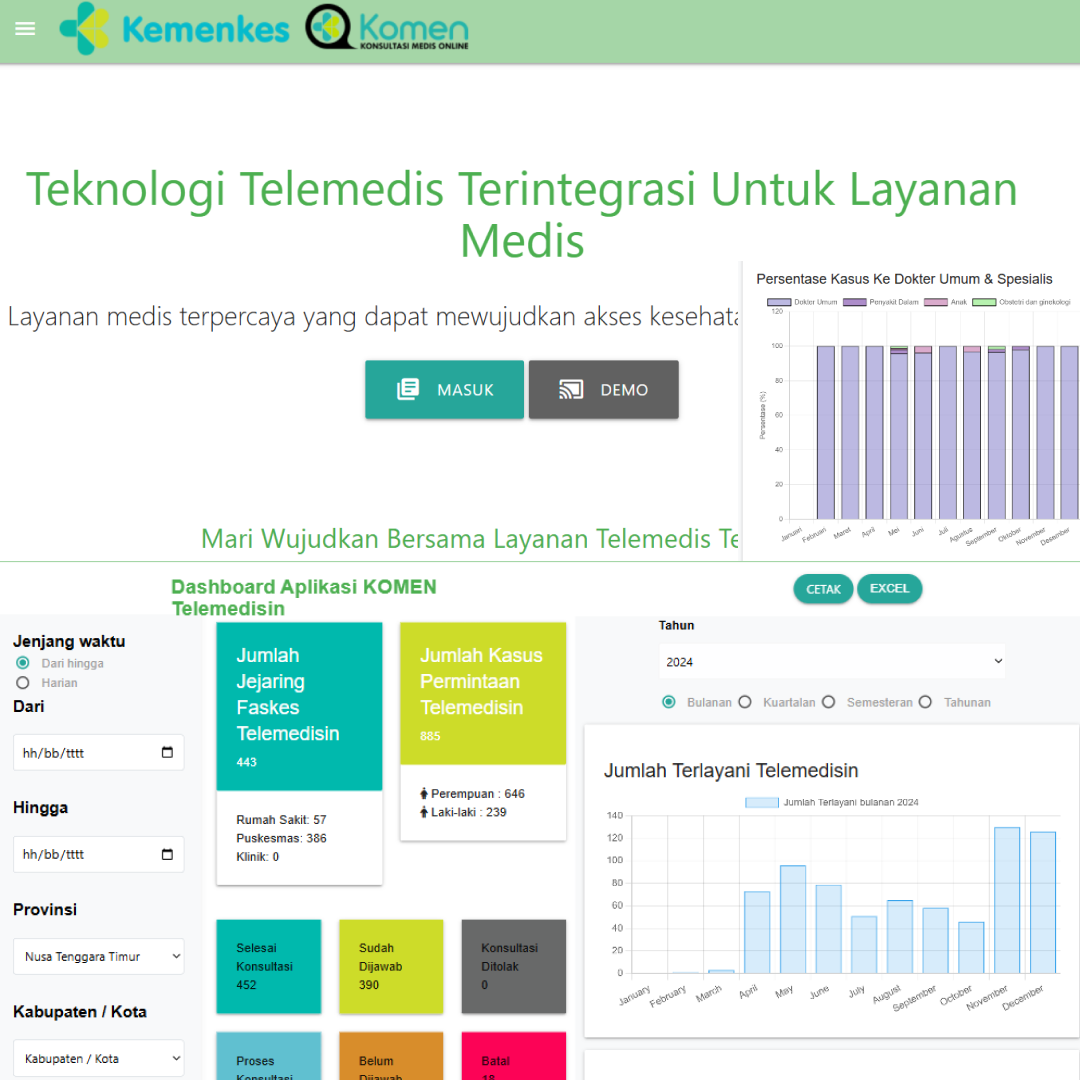 Kemenkes
Komen
KONSULTASI MEDIS ONLINE
Teknologi Telemedis Terintegrasi Untuk Layanan
Medis
Layanan medis terpercaya yang dapat mewujudkan akses kesehata
MASUK
DEMO
Mari Wujudkan Bersama Layanan Telemedis Te
Persentase Kasus Ke Dokter Umum & Spesialis
Dokter Umum Penyakit Dalam Anak Obstetri dan ginekologi
Persentase (%)
120
100
80
60
40
20
0
Januari Februari Maret April Mei Juni Juli Agustus September Oktober November Desember
Dashboard Aplikasi KOMEN
Telemedisin
CETAK
EXCEL
Jenjang waktu
Dari hingga
Harian
Dari
hh/bb/tttt
Hingga
hh/bb/tttt
Provinsi
Nusa Tenggara Timur
Kabupaten / Kota
Kabupaten / Kota
Jumlah
Jejaring
Faskes
Telemedisin
443
Rumah Sakit: 57
Puskesmas: 386
Klinik: 0
Jumlah Kasus
Permintaan
Telemedisin
885
Perempuan : 646
Laki-laki : 239
Selesai
Konsultasi
452
Sudah
Dijawab
390
Konsultasi
Ditolak
0
Proses
Konsultasi
Belum
Dijawab
Batal
18
Tahun
2024
Bulanan Kuartalan Semesteran Tahunan
Jumlah Terlayani Telemedisin
Jumlah Terlayani bulanan 2024
140
120
100
80
60
40
20
0
January February March April May June July August September October November December